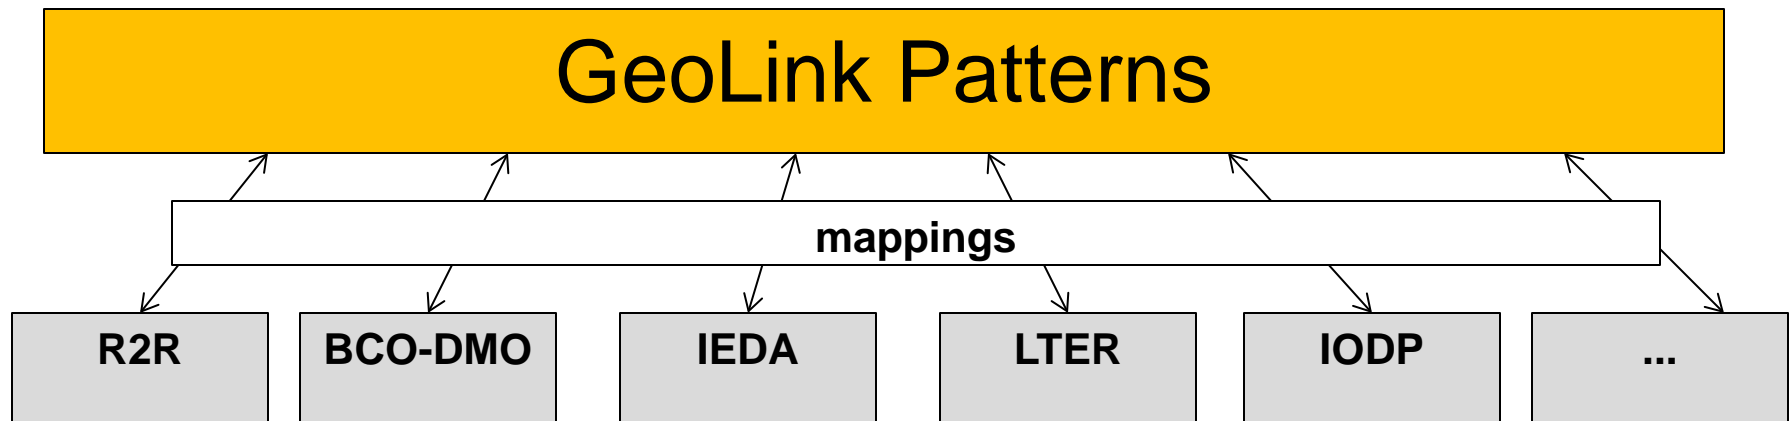 GeoLink Patterns
mappings
R2R
BCO-DMO
IEDA
LTER
IODP
...